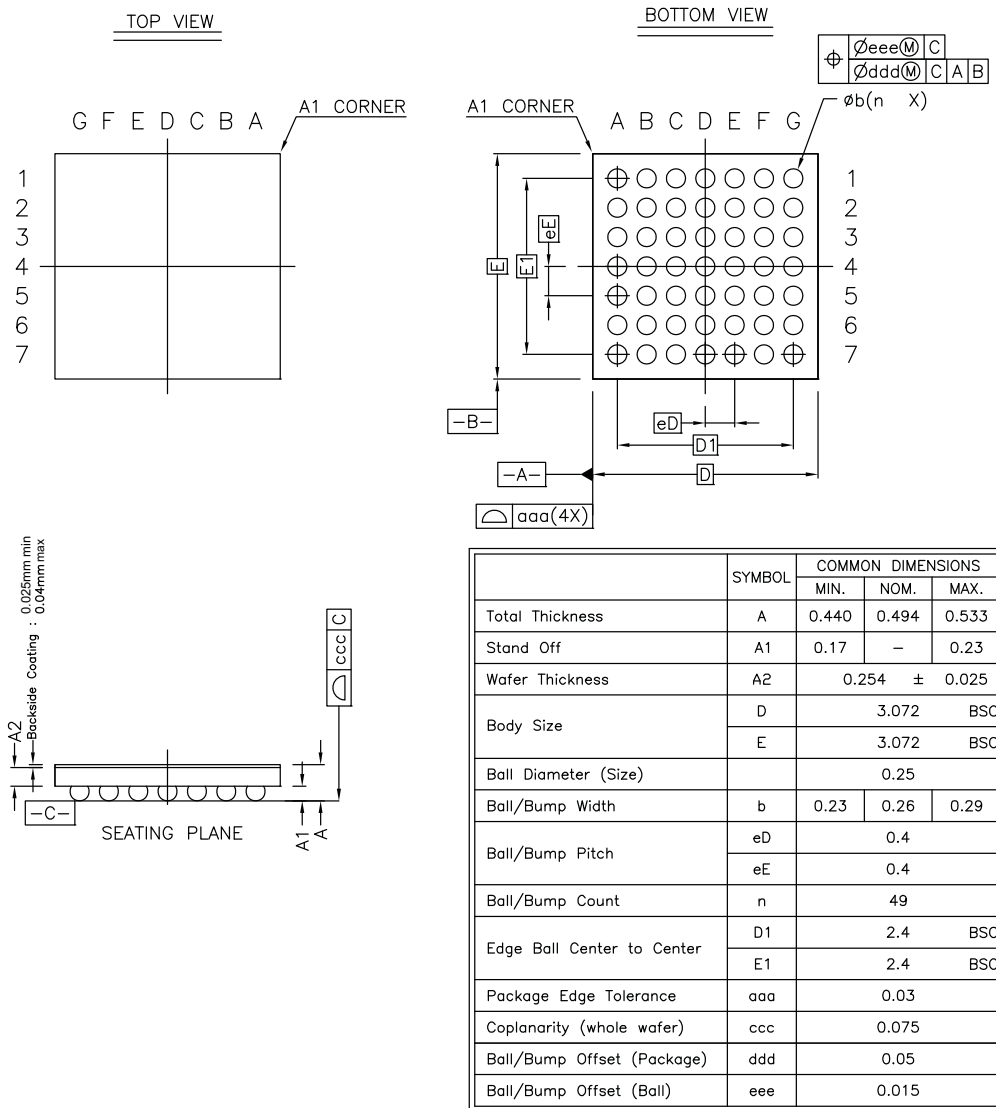 TOP VIEW
BOTTOM VIEW
⌖ Øeee Ⓜ C
Øddd Ⓜ C A B
øb(n X)
G F E D C B A
A1 CORNER
A1 CORNER
A B C D E F G
1
2
3
4
5
6
7
1
2
3
4
5
6
7
eE
E
E1
-B-
eD
D1
-A-
D
aaa(4X)
Backside Coating : 0.025mm min
0.04mm max
A2
ccc C
-C-
SEATING PLANE
A1
A
SYMBOL COMMON DIMENSIONS
MIN. NOM. MAX.
Total Thickness A 0.440 0.494 0.533
Stand Off A1 0.17 - 0.23
Wafer Thickness A2 0.254 ± 0.025
Body Size D 3.072 BSC
E 3.072 BSC
Ball Diameter (Size) 0.25
Ball/Bump Width b 0.23 0.26 0.29
Ball/Bump Pitch eD 0.4
eE 0.4
Ball/Bump Count n 49
Edge Ball Center to Center D1 2.4 BSC
E1 2.4 BSC
Package Edge Tolerance aaa 0.03
Coplanarity (whole wafer) ccc 0.075
Ball/Bump Offset (Package) ddd 0.05
Ball/Bump Offset (Ball) eee 0.015